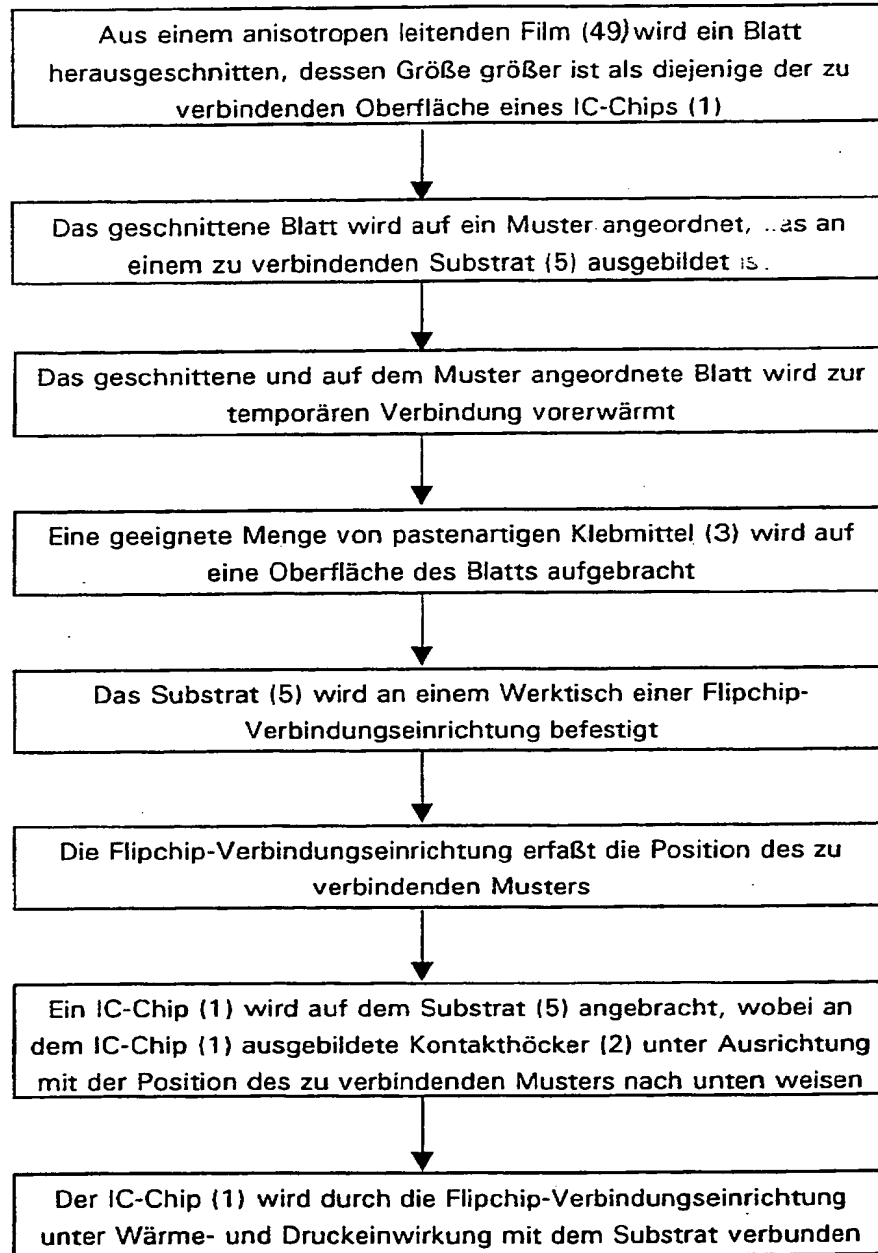 Aus einem anisotropen leitenden Film (49) wird ein Blatt
herausgeschnitten, dessen Größe größer ist als diejenige der zu
verbindenden Oberfläche eines IC-Chips (1)
Das geschnittene Blatt wird auf ein Muster angeordnet, ..as an
einem zu verbindenden Substrat (5) ausgebildet is.
Das geschnittene und auf dem Muster angeordnete Blatt wird zur
temporären Verbindung vorerwärmt
Eine geeignete Menge von pastenartigen Klebmittel (3) wird auf
eine Oberfläche des Blatts aufgebracht
Das Substrat (5) wird an einem Werktisch einer Flipchip-
Verbindungseinrichtung befestigt
Die Flipchip-Verbindungseinrichtung erfaßt die Position des zu
verbindenden Musters
Ein IC-Chip (1) wird auf dem Substrat (5) angebracht, wobei an
dem IC-Chip (1) ausgebildete Kontakthöcker (2) unter Ausrichtung
mit der Position des zu verbindenden Musters nach unten weisen
Der IC-Chip (1) wird durch die Flipchip-Verbindungseinrichtung
unter Wärme- und Druckeinwirkung mit dem Substrat verbunden